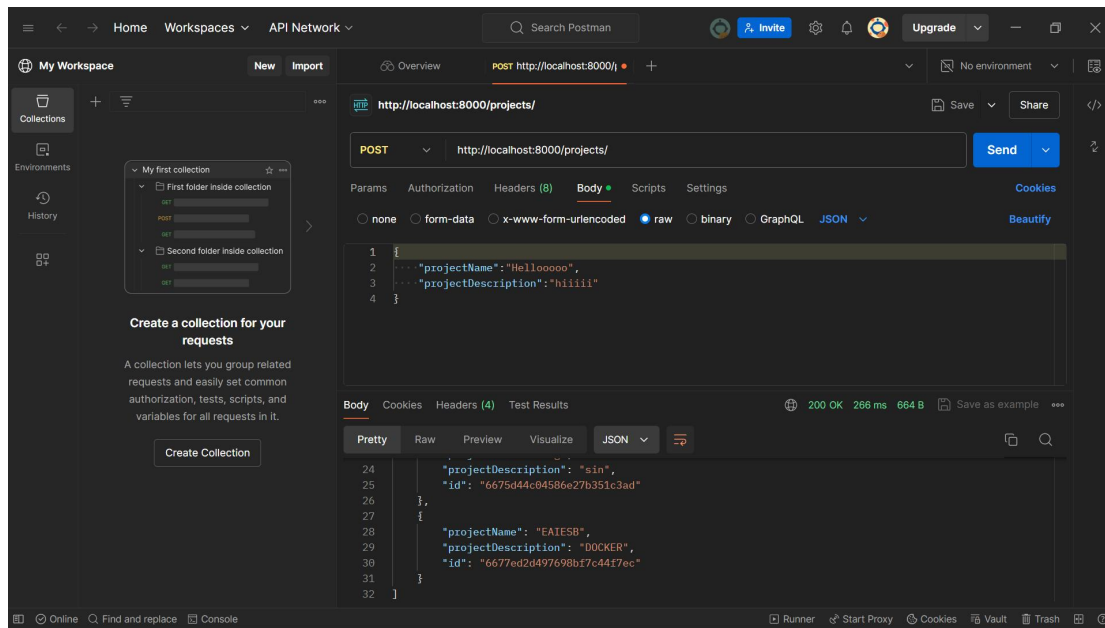 Home Workspaces API Network Search Postman Invite Upgrade
My Workspace New Import Overview POST http://localhost:8000/p No environment
Collections
Environments
History
My first collection
First folder inside collection
GET
POST
GET
Second folder inside collection
GET
GET
Create a collection for your
requests
A collection lets you group related
requests and easily set common
authorization, tests, scripts, and
variables for all requests in it.
Create Collection
HTTP http://localhost:8000/projects/ Save Share
POST http://localhost:8000/projects/ Send
Params Authorization Headers (8) Body Scripts Settings Cookies
none form-data x-www-form-urlencoded raw binary GraphQL JSON Beautify
1 {
2 "projectName":"Hellooooo",
3 "projectDescription":"hiiiii"
4 }
Body Cookies Headers (4) Test Results 200 OK 266 ms 664 B Save as example
Pretty Raw Preview Visualize JSON
24 "projectDescription": "sin",
25 "id": "6675d44c04586e27b351c3ad"
26 },
27 {
28 "projectName": "EAIESB",
29 "projectDescription": "DOCKER",
30 "id": "6677ed2d497698bf7c44f7ec"
31 }
32 ]
Online Find and replace Console Runner Start Proxy Cookies Vault Trash